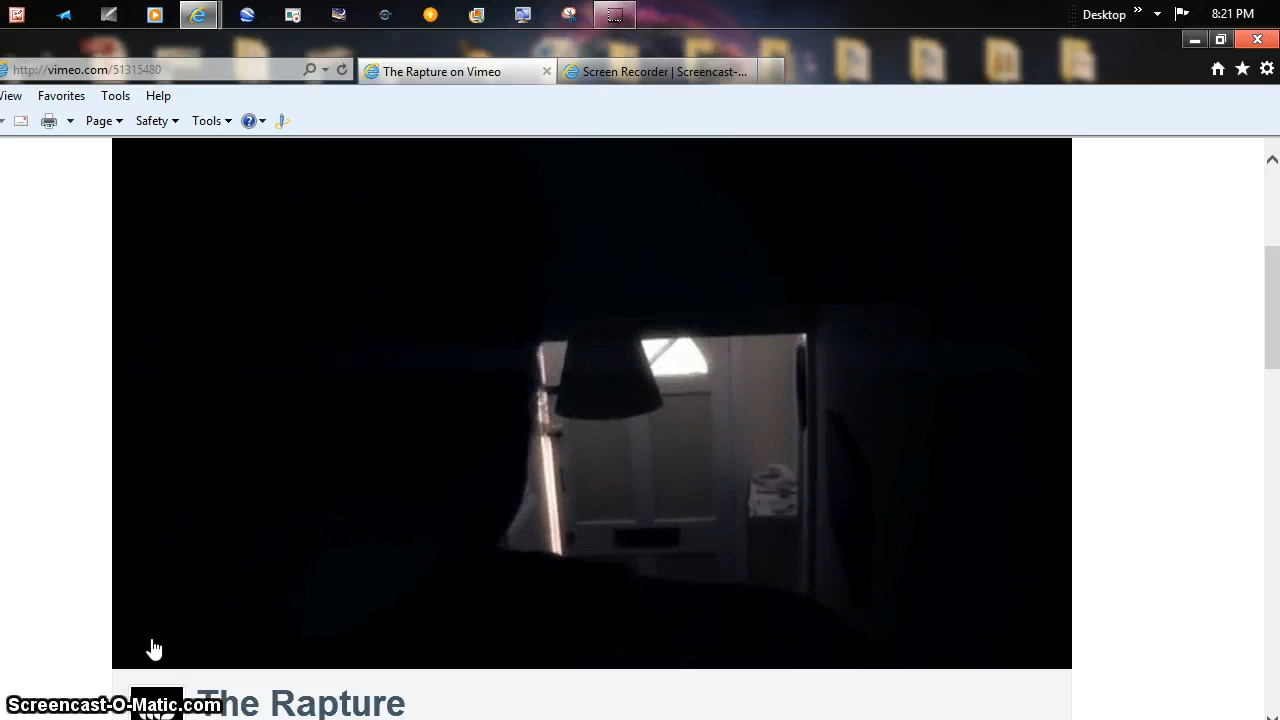 Desktop » 8:21 PM
http://vimeo.com/51315480 The Rapture on Vimeo Screen Recorder | Screencast-...
View Favorites Tools Help
Page Safety Tools
The Rapture
Screencast-O-Matic.com